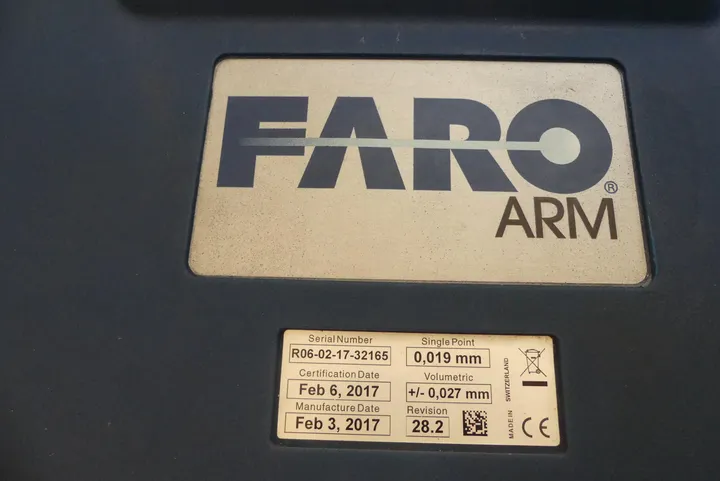 FARO®
ARM
Serial Number
R06-02-17-32165
Certification Date
Feb 6, 2017
Manufacture Date
Feb 3, 2017
Single Point
0,019 mm
Volumetric
+/- 0,027 mm
Revision
28.2
MADE IN SWITZERLAND
CE